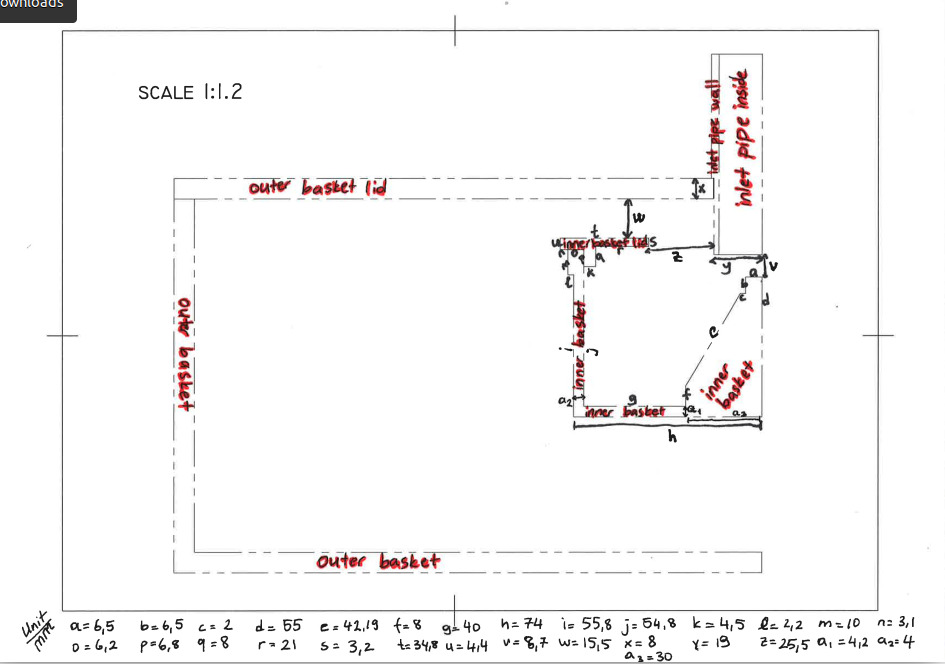 ownloads
SCALE 1:1.2
inlet pipe wall
inlet pipe inside
outer basket lid
x
w
t
u inner basket lid s
r
z
y
v
n
o
p
q
k
l
a
b
c
d
outer basket
inner basket
i
j
e
f
inner basket
a₂
g
a₁
a₃
inner basket
h
outer basket
Unit mm
a=6,5 b=6,5 c=2 d=55 e=42,19 f=8 g=40 h=74 i=55,8 j=54,8 k=4,5 l=2,2 m=10 n=3,1
o=6,2 p=6,8 q=8 r=21 s=3,2 t=34,8 u=4,4 v=8,7 w=15,5 x=8 y=19 z=25,5 a₁=4,2 a₂=4
a₃=30